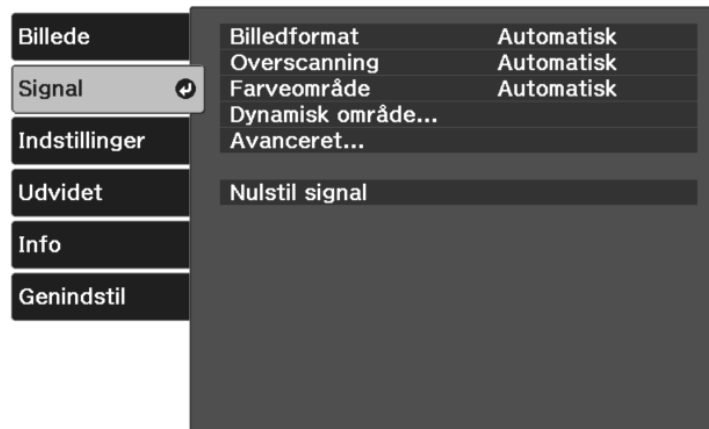 Billede
Signal
Indstillinger
Udvidet
Info
Genindstil
Billedformat Automatisk
Overscanning Automatisk
Farveområde Automatisk
Dynamisk område...
Avanceret...
Nulstil signal